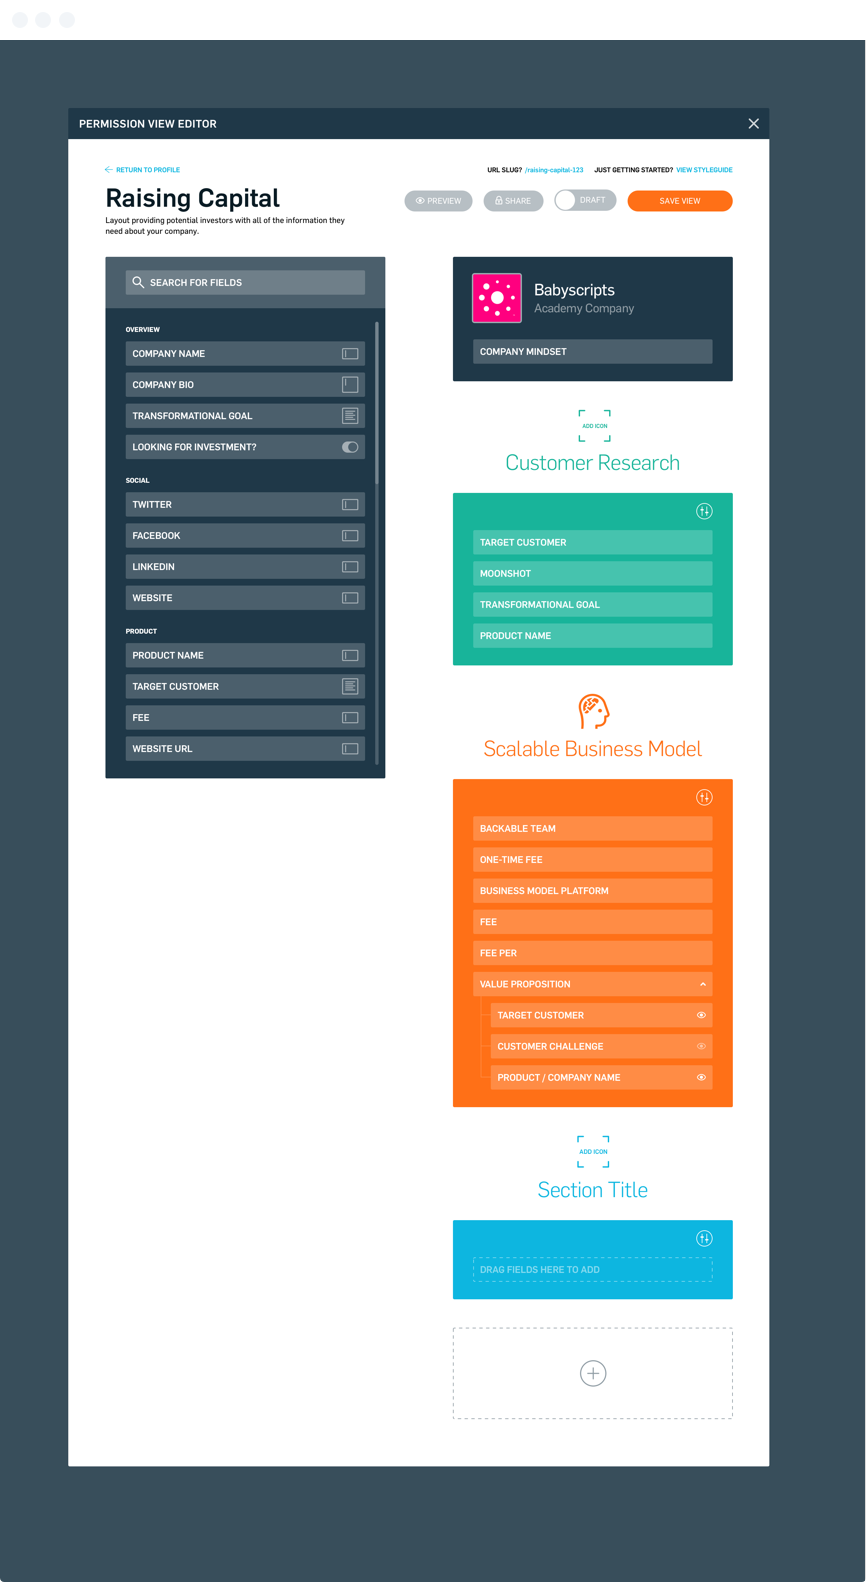 PERMISSION VIEW EDITOR
RETURN TO PROFILE
URL SLUG? /raising-capital-123 JUST GETTING STARTED? VIEW STYLEGUIDE
Raising Capital
PREVIEW
SHARE
DRAFT
SAVE VIEW
Layout providing potential investors with all of the information they
need about your company.
SEARCH FOR FIELDS
OVERVIEW
COMPANY NAME
COMPANY BIO
TRANSFORMATIONAL GOAL
LOOKING FOR INVESTMENT?
SOCIAL
TWITTER
FACEBOOK
LINKEDIN
WEBSITE
PRODUCT
PRODUCT NAME
TARGET CUSTOMER
FEE
WEBSITE URL
Babyscripts
Academy Company
COMPANY MINDSET
ADD ICON
Customer Research
TARGET CUSTOMER
MOONSHOT
TRANSFORMATIONAL GOAL
PRODUCT NAME
Scalable Business Model
BACKABLE TEAM
ONE-TIME FEE
BUSINESS MODEL PLATFORM
FEE
FEE PER
VALUE PROPOSITION
TARGET CUSTOMER
CUSTOMER CHALLENGE
PRODUCT / COMPANY NAME
ADD ICON
Section Title
DRAG FIELDS HERE TO ADD